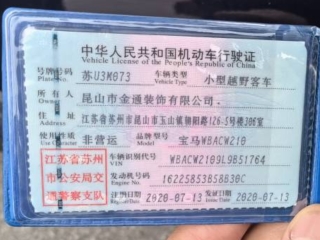 中华人民共和国机动车行驶证
Vehicle License of the People's Republic of China
号牌号码 苏U3M073 车辆类型 小型越野客车
Plate No. Vehicle Type
所有人 昆山市金通装饰有限公司.
Owner
住址 江苏省苏州市昆山市玉山镇柳翔路126-5号楼206室
Address
使用性质 非营运 品牌型号 宝马WBACW210
Use Character Model
江苏省苏州市公安局交通警察支队
车辆识别代号 WBACW2109L9B51764
VIN
发动机号码 16225853B58B30C
Engine No.
注册日期 2020-07-13 发证日期 2020-07-13